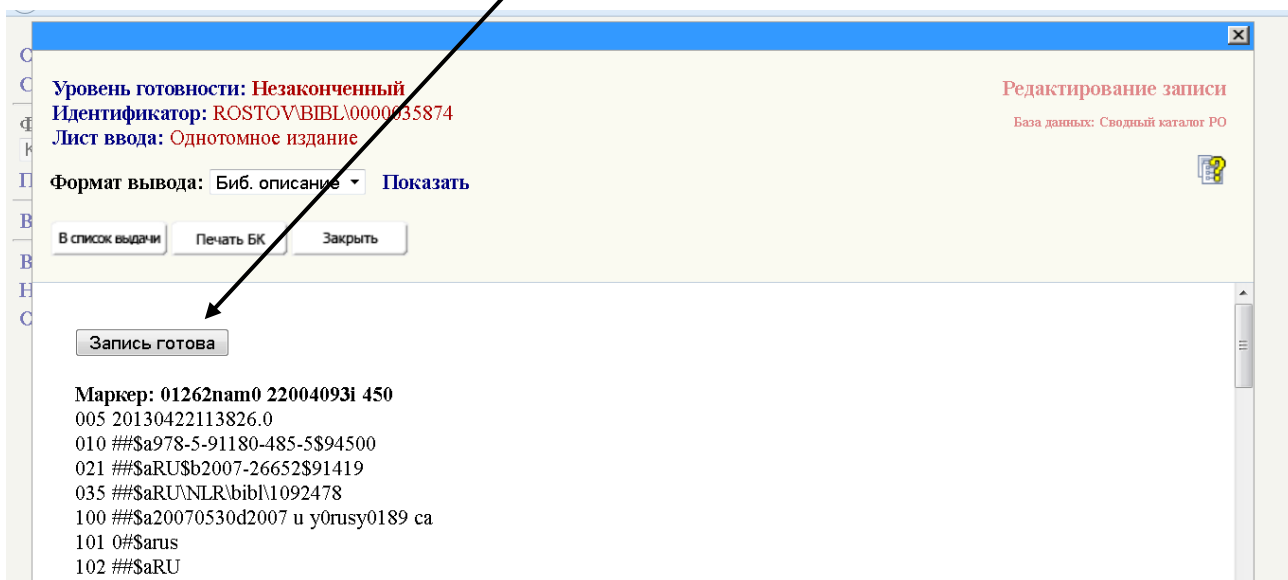 Уровень готовности: Незаконченный
Идентификатор: ROSTOV\BIBL\0000035874
Лист ввода: Однотомное издание
Редактирование записи
База данных: Сводный каталог РО
Формат вывода: Биб. описание Показать
В список выдачи Печать БК Закрыть
Запись готова
Маркер: 01262nam0 22004093i 450
005 20130422113826.0
010 ##$a978-5-91180-485-5$94500
021 ##$aRU$b2007-26652$91419
035 ##$aRU\NLR\bibl\1092478
100 ##$a20070530d2007 u y0rusy0189 ca
101 0#$arus
102 ##$aRU